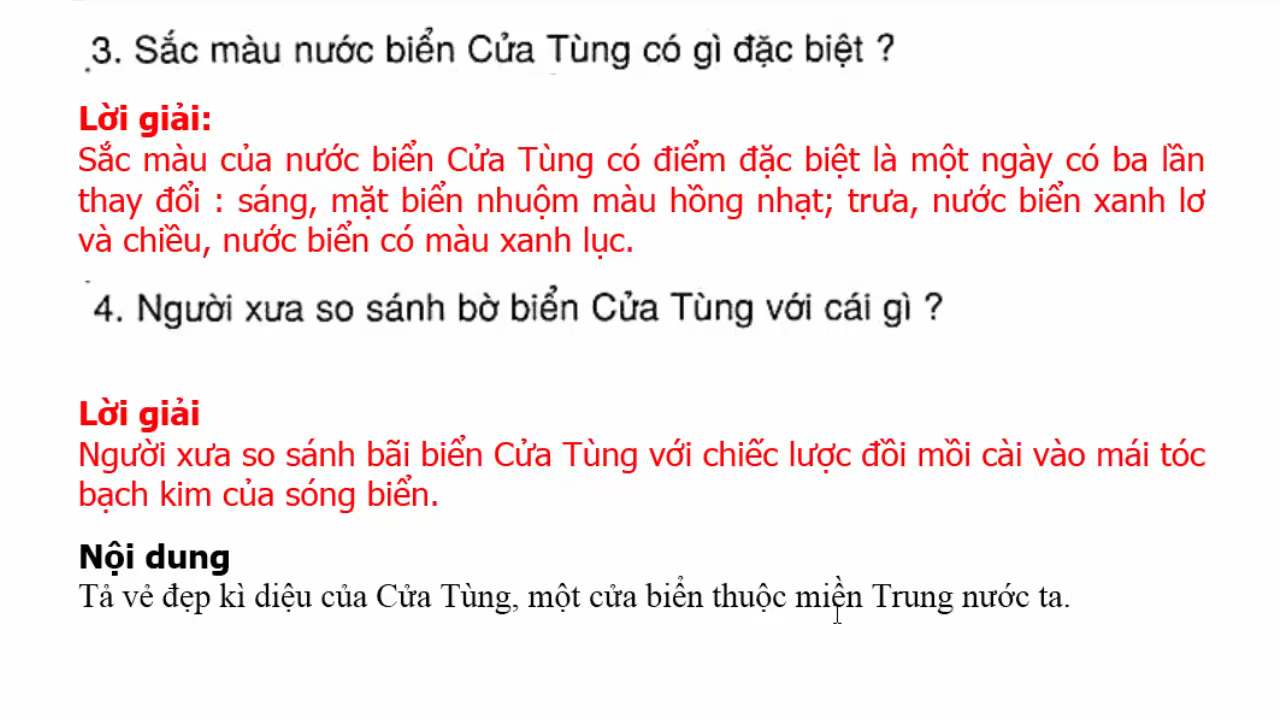 3. Sắc màu nước biển Cửa Tùng có gì đặc biệt ?
Lời giải:
Sắc màu của nước biển Cửa Tùng có điểm đặc biệt là một ngày có ba lần
thay đổi : sáng, mặt biển nhuộm màu hồng nhạt; trưa, nước biển xanh lơ
và chiều, nước biển có màu xanh lục.
4. Người xưa so sánh bờ biển Cửa Tùng với cái gì ?
Lời giải
Người xưa so sánh bãi biển Cửa Tùng với chiếc lược đồi mồi cài vào mái tóc
bạch kim của sóng biển.
Nội dung
Tả vẻ đẹp kì diệu của Cửa Tùng, một cửa biển thuộc miền Trung nước ta.